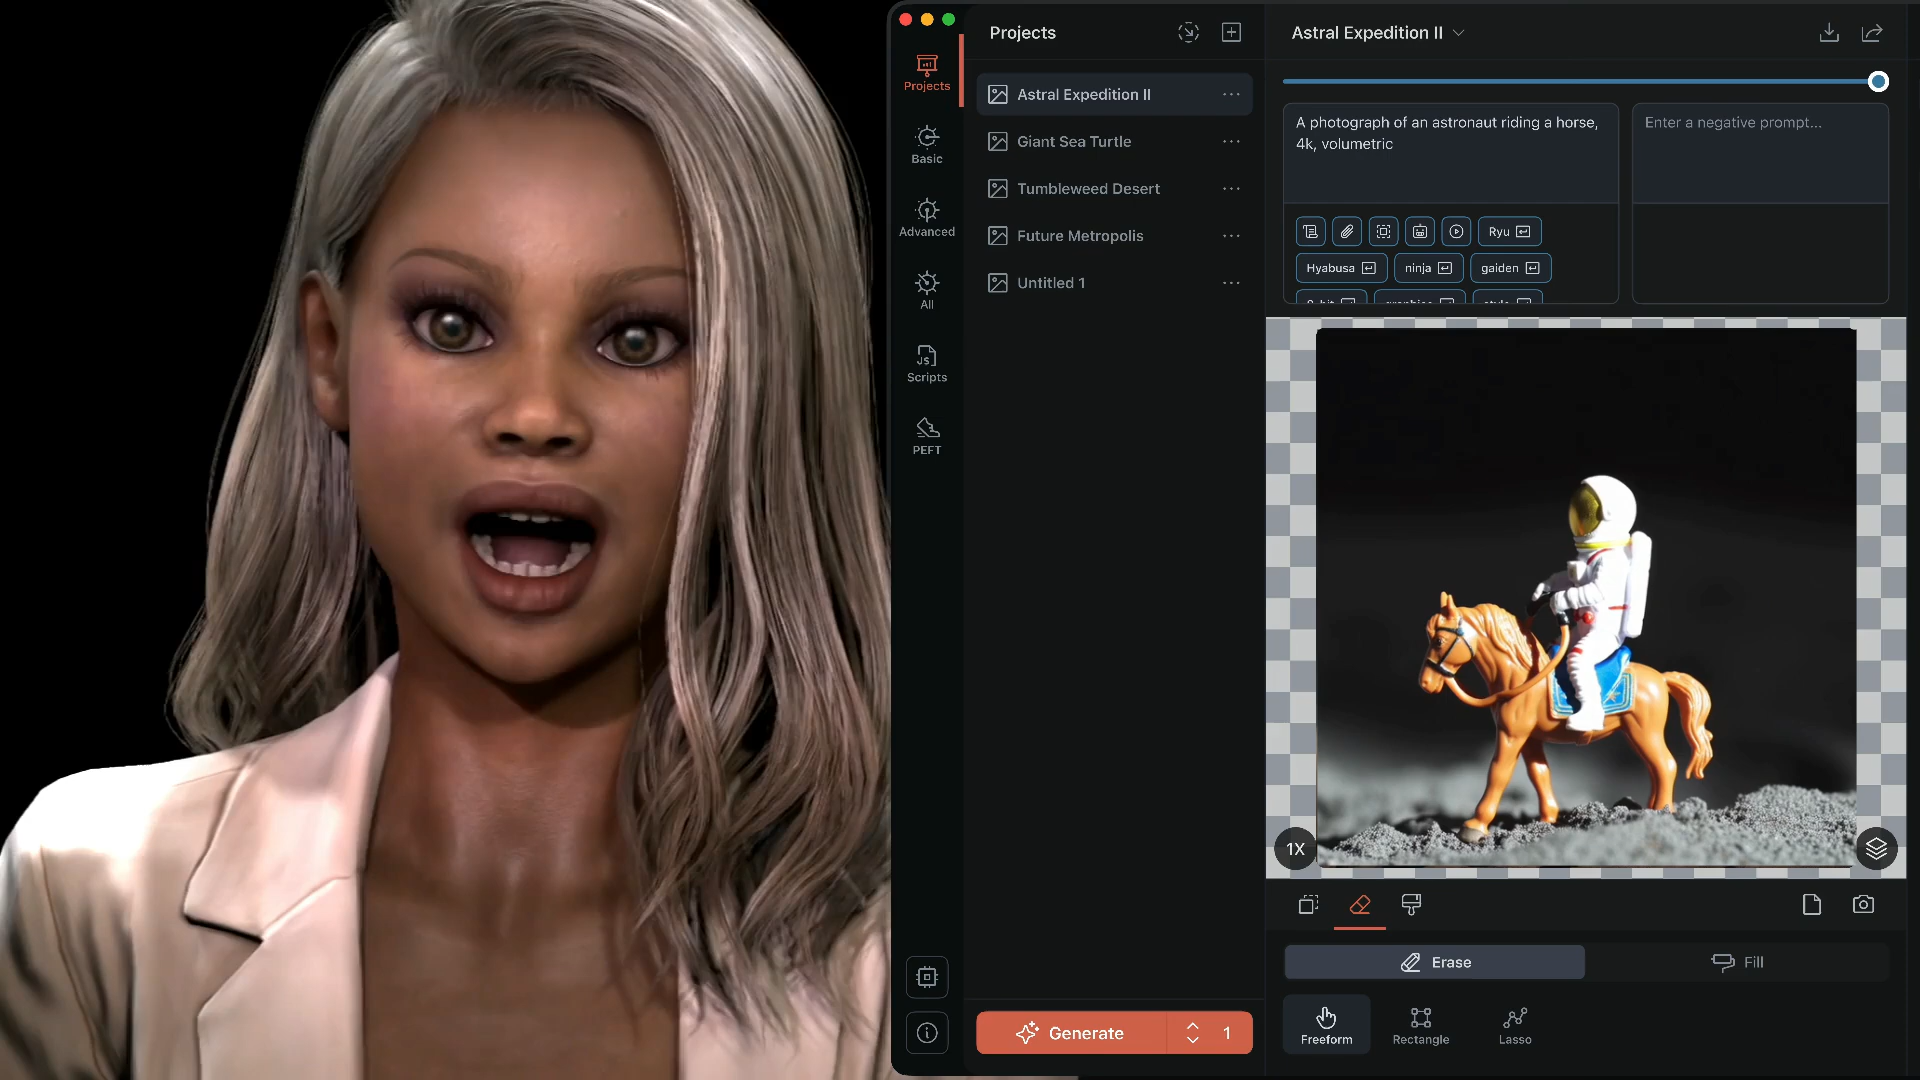 Projects
Basic
Advanced
All
Scripts
PEFT
Projects
Astral Expedition II
Giant Sea Turtle
Tumbleweed Desert
Future Metropolis
Untitled 1
Generate
1
Astral Expedition II
A photograph of an astronaut riding a horse,
4k, volumetric
Enter a negative prompt...
Ryu
Hyabusa ninja gaiden
1X
Erase Fill
Freeform Rectangle Lasso